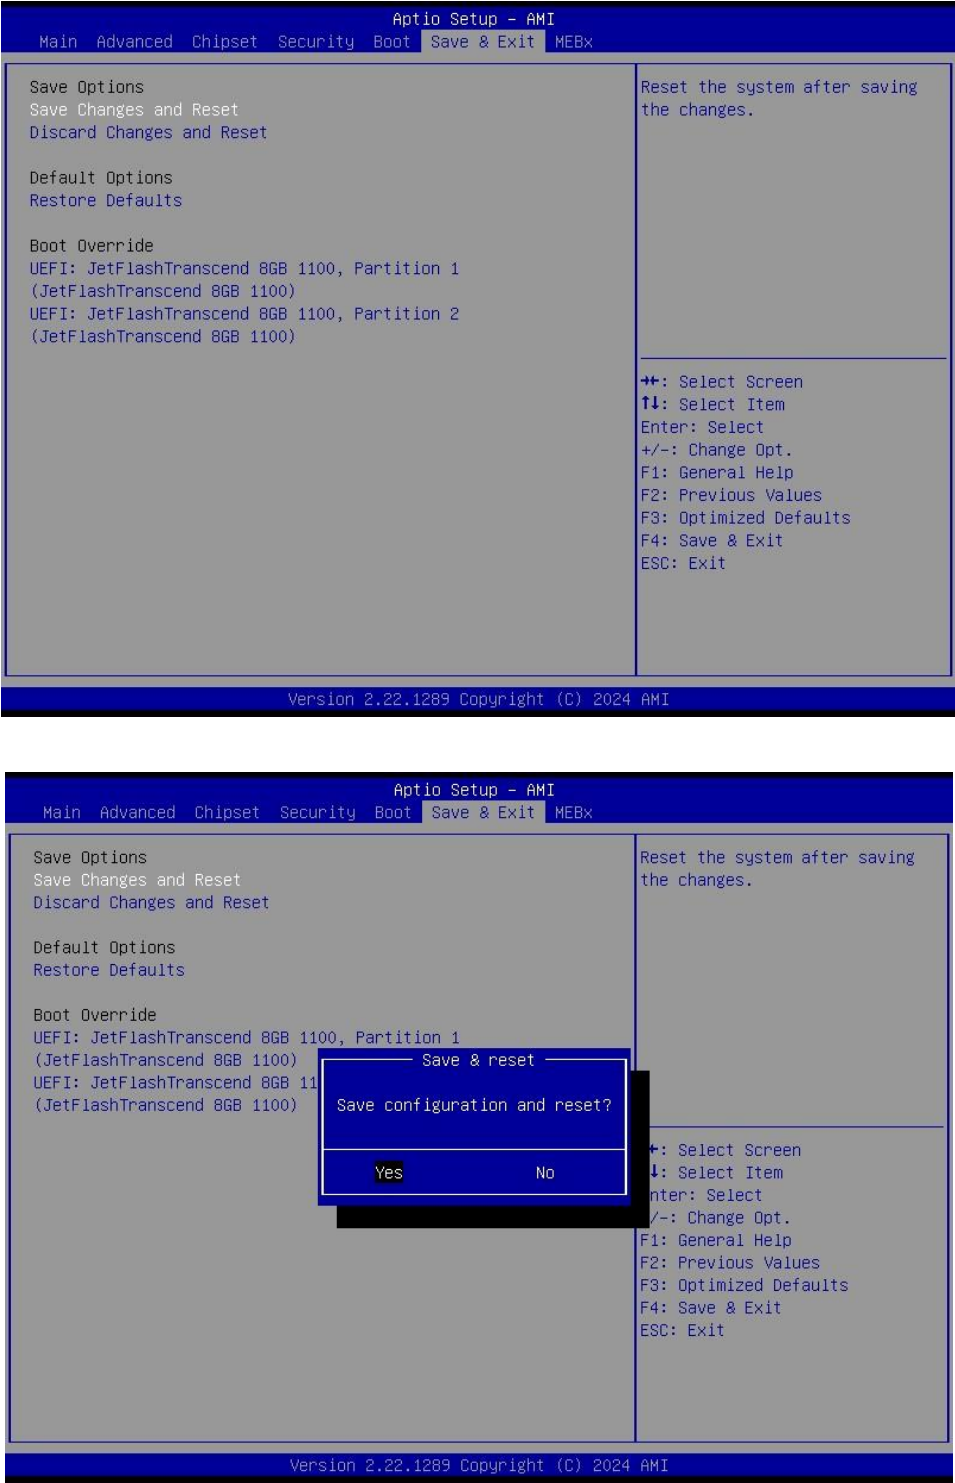 Aptio Setup – AMI
Main Advanced Chipset Security Boot Save & Exit MEBx
Save Options
Save Changes and Reset
Discard Changes and Reset
Default Options
Restore Defaults
Boot Override
UEFI: JetFlashTranscend 8GB 1100, Partition 1
(JetFlashTranscend 8GB 1100)
UEFI: JetFlashTranscend 8GB 1100, Partition 2
(JetFlashTranscend 8GB 1100)
Reset the system after saving
the changes.
→←: Select Screen
↑↓: Select Item
Enter: Select
+/-: Change Opt.
F1: General Help
F2: Previous Values
F3: Optimized Defaults
F4: Save & Exit
ESC: Exit
Version 2.22.1289 Copyright (C) 2024 AMI
Aptio Setup – AMI
Main Advanced Chipset Security Boot Save & Exit MEBx
Save Options
Save Changes and Reset
Discard Changes and Reset
Default Options
Restore Defaults
Boot Override
UEFI: JetFlashTranscend 8GB 1100, Partition 1
(JetFlashTranscend 8GB 1100)
UEFI: JetFlashTranscend 8GB 11
(JetFlashTranscend 8GB 1100)
Save & reset
Save configuration and reset?
Yes No
Reset the system after saving
the changes.
←: Select Screen
↓: Select Item
nter: Select
/-: Change Opt.
F1: General Help
F2: Previous Values
F3: Optimized Defaults
F4: Save & Exit
ESC: Exit
Version 2.22.1289 Copyright (C) 2024 AMI